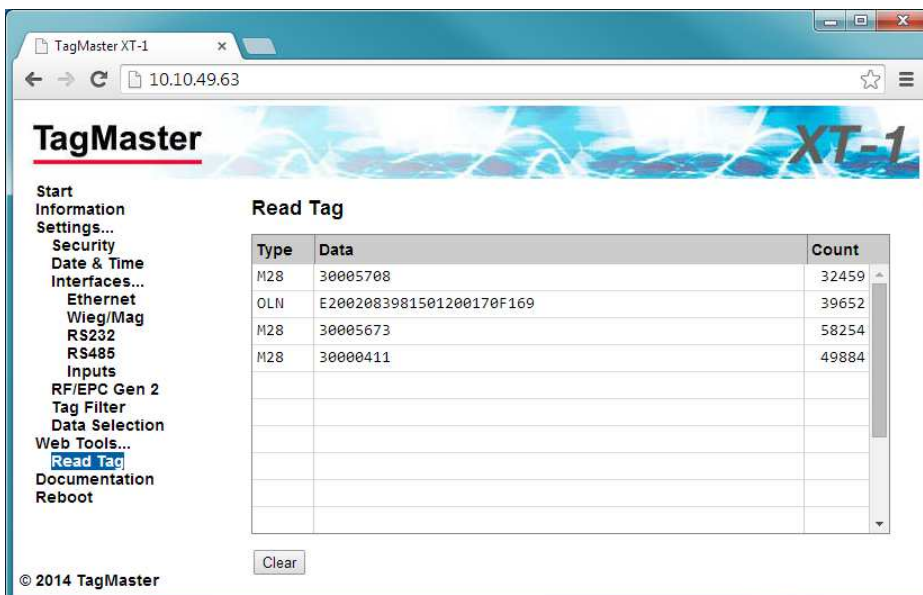 TagMaster XT-1
10.10.49.63
TagMaster
XT-1
Start
Information
Settings...
Security
Date & Time
Interfaces...
Ethernet
Wieg/Mag
RS232
RS485
Inputs
RF/EPC Gen 2
Tag Filter
Data Selection
Web Tools...
Read Tag
Documentation
Reboot
© 2014 TagMaster
Read Tag
Type Data Count
M28 30005708 32459
OLN E2002083981501200170F169 39652
M28 30005673 58254
M28 30000411 49884
Clear